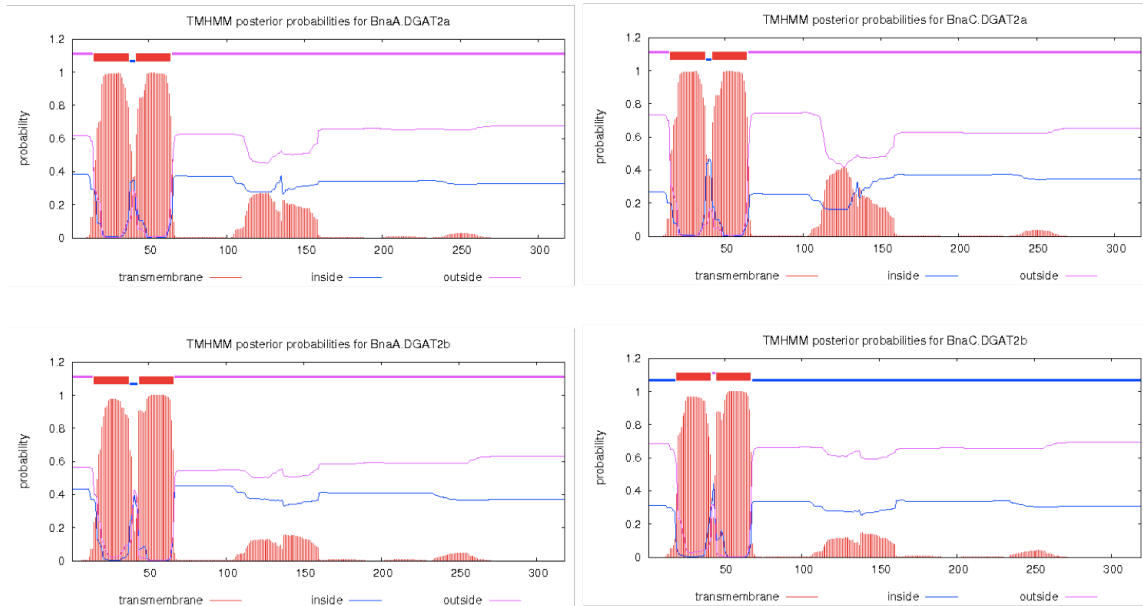 TMHMM posterior probabilities for BnaA.DGAT2a
1.2
1
0.8
0.6
0.4
0.2
0
probability
50 100 150 200 250 300
transmembrane inside outside
TMHMM posterior probabilities for BnaC.DGAT2a
1.2
1
0.8
0.6
0.4
0.2
0
probability
50 100 150 200 250 300
transmembrane inside outside
TMHMM posterior probabilities for BnaA.DGAT2b
1.2
1
0.8
0.6
0.4
0.2
0
probability
50 100 150 200 250 300
transmembrane inside outside
TMHMM posterior probabilities for BnaC.DGAT2b
1.2
1
0.8
0.6
0.4
0.2
0
probability
50 100 150 200 250 300
transmembrane inside outside